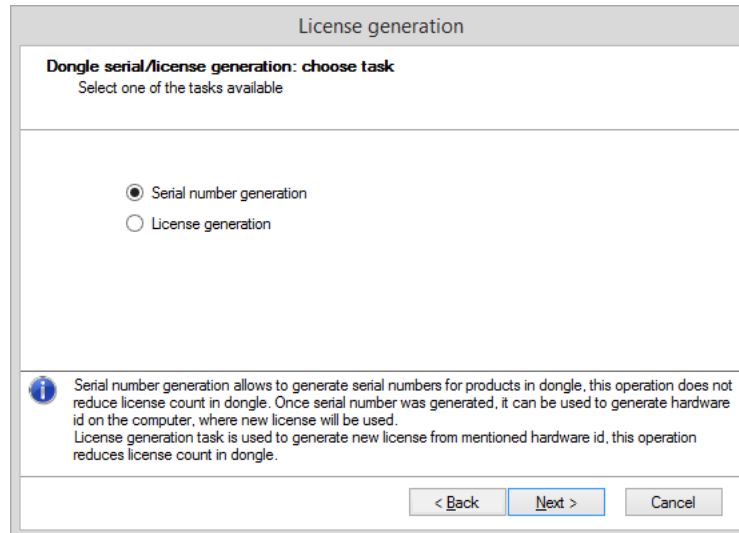 License generation
Dongle serial/license generation: choose task
Select one of the tasks available
Serial number generation
License generation
Serial number generation allows to generate serial numbers for products in dongle, this operation does not
reduce license count in dongle. Once serial number was generated, it can be used to generate hardware
id on the computer, where new license will be used.
License generation task is used to generate new license from mentioned hardware id, this operation
reduces license count in dongle.
< Back Next > Cancel